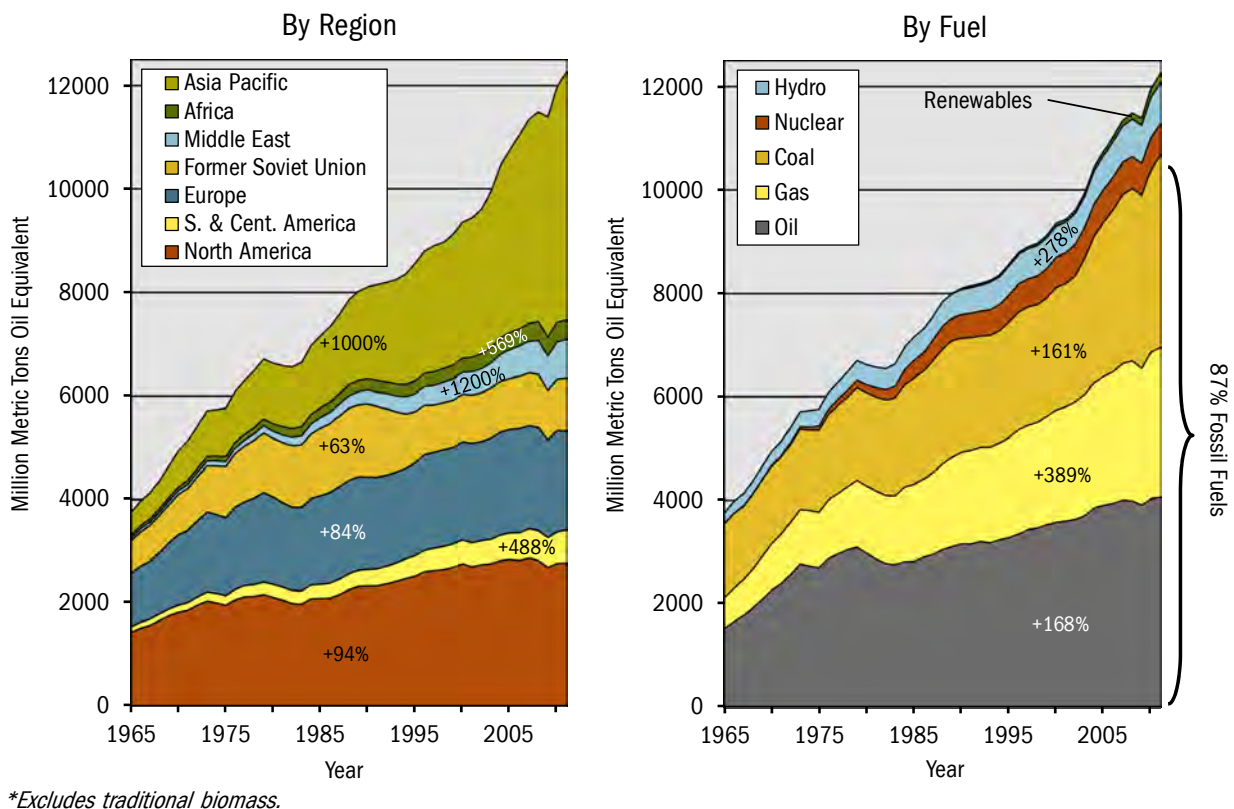 By Region
Million Metric Tons Oil Equivalent
12000
10000
8000
6000
4000
2000
0
Asia Pacific
Africa
Middle East
Former Soviet Union
Europe
S. & Cent. America
North America
+1000%
+569%
+1200%
+63%
+84%
+488%
+94%
1965 1975 1985 1995 2005
Year
By Fuel
Million Metric Tons Oil Equivalent
12000
10000
8000
6000
4000
2000
0
Hydro
Nuclear
Coal
Gas
Oil
Renewables
+278%
+161%
+389%
+168%
87% Fossil Fuels
1965 1975 1985 1995 2005
Year
*Excludes traditional biomass.